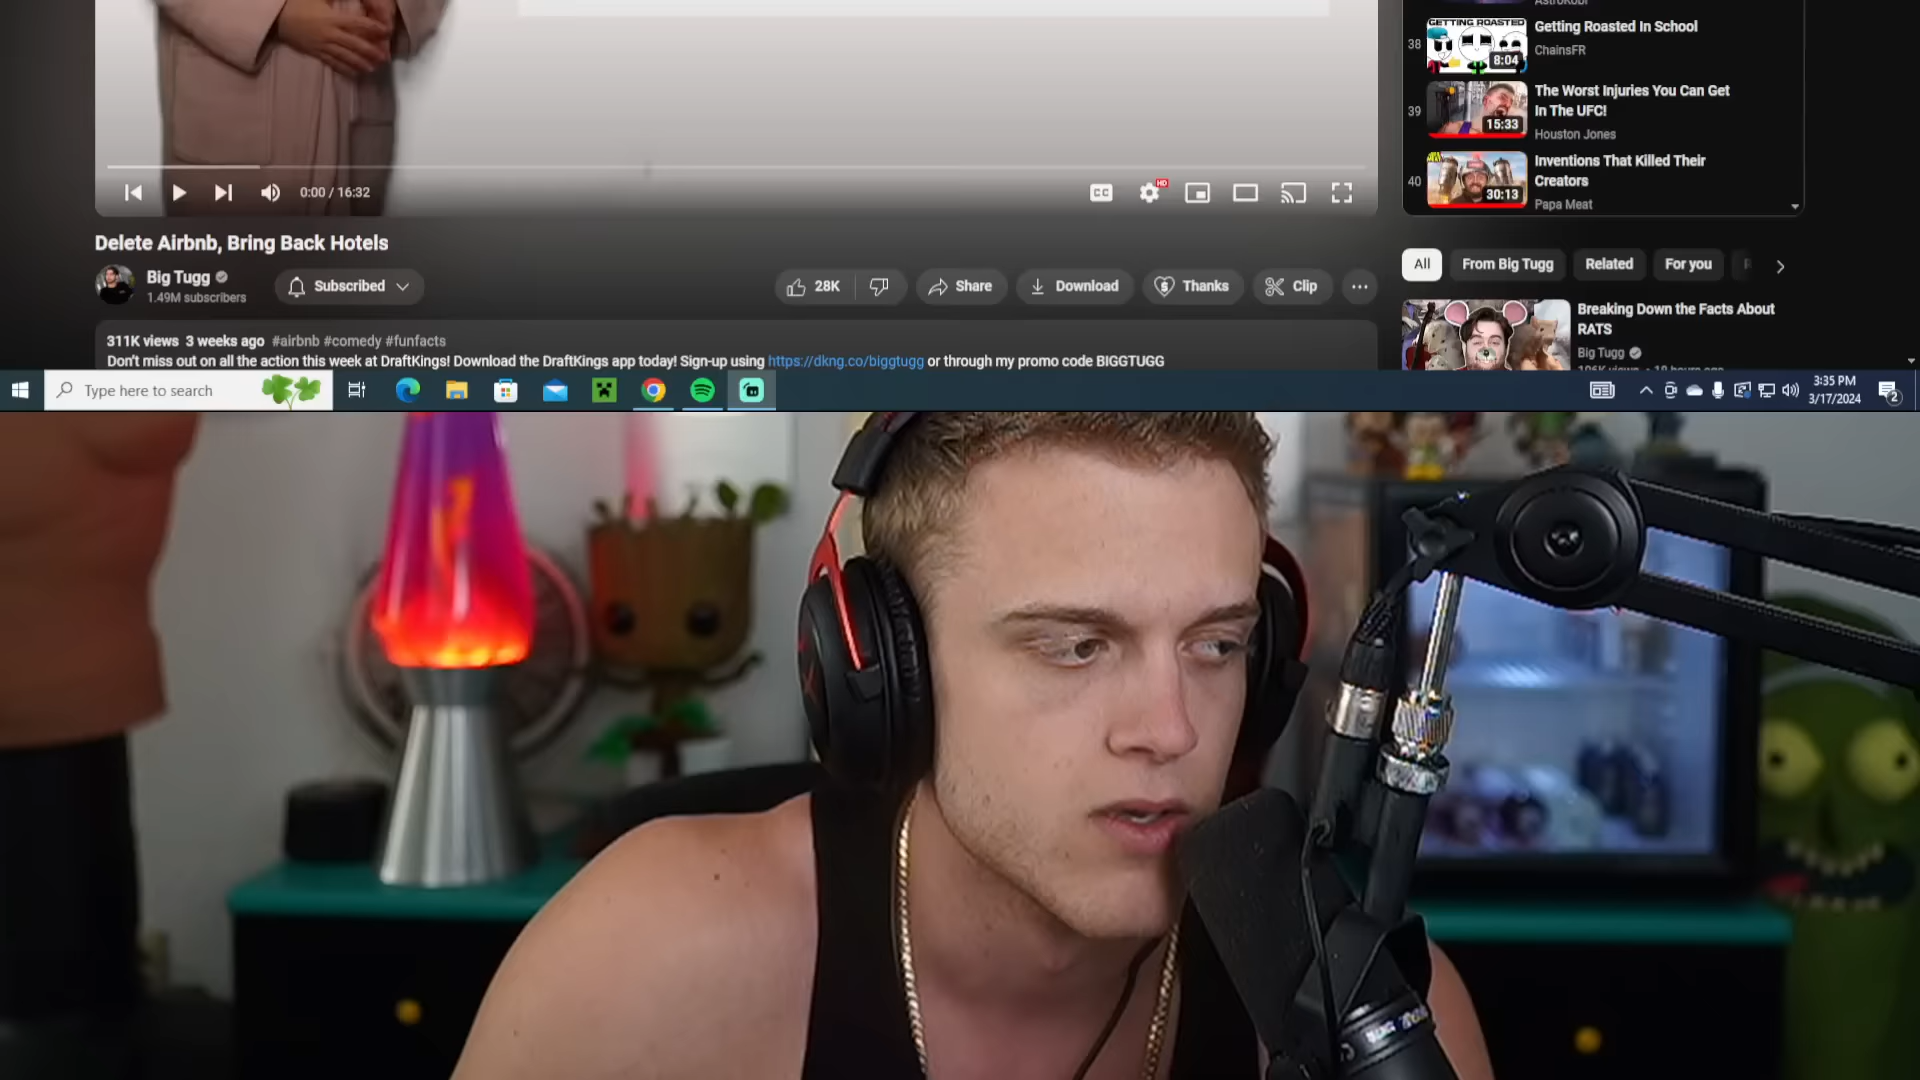 AstroKobi
38
GETTING ROASTED
8:04
Getting Roasted In School
ChainsFR
39
15:33
The Worst Injuries You Can Get
In The UFC!
Houston Jones
40
30:13
Inventions That Killed Their
Creators
Papa Meat
0:00 / 16:32
CC
HD
Delete Airbnb, Bring Back Hotels
Big Tugg
1.49M subscribers
Subscribed
28K
Share
Download
Thanks
Clip
311K views 3 weeks ago #airbnb #comedy #funfacts
Don't miss out on all the action this week at DraftKings! Download the DraftKings app today! Sign-up using https://dkng.co/biggtugg or through my promo code BIGGTUGG
All
From Big Tugg
Related
For you
Breaking Down the Facts About
RATS
Big Tugg
Type here to search
3:35 PM
3/17/2024
2